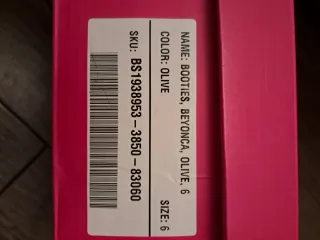 NAME: BOOTIES, BEYONCA, OLIVE, 6
COLOR: OLIVE SIZE: 6
SKU: BS1938953-3850-83060